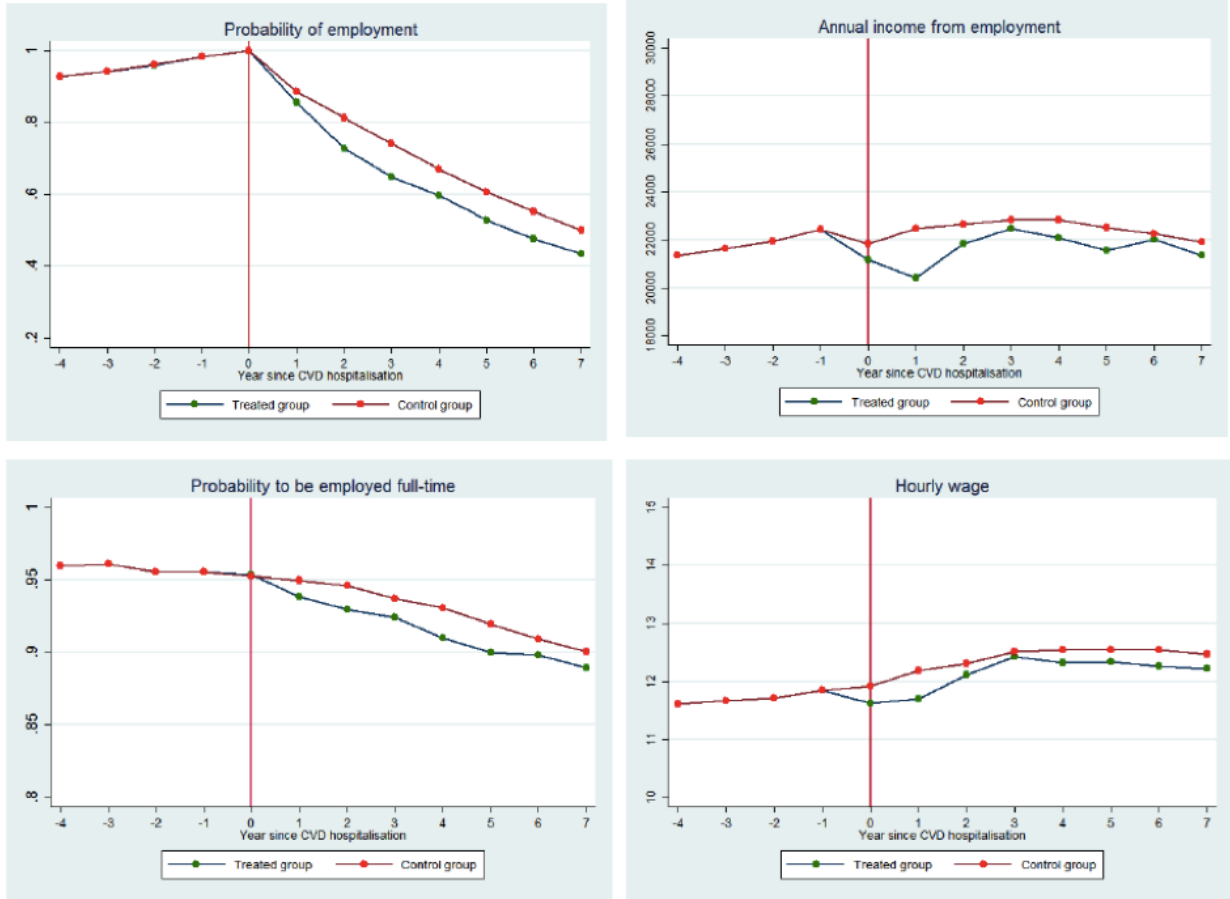 Probability of employment
1
.8
.6
.4
.2
-4 -3 -2 -1 0 1 2 3 4 5 6 7
Year since CVD hospitalisation
Treated group Control group
Annual income from employment
30000
28000
26000
24000
22000
20000
18000
-4 -3 -2 -1 0 1 2 3 4 5 6 7
Year since CVD hospitalisation
Treated group Control group
Probability to be employed full-time
1
.95
.9
.85
.8
-4 -3 -2 -1 0 1 2 3 4 5 6 7
Year since CVD hospitalisation
Treated group Control group
Hourly wage
15
14
13
12
11
10
-4 -3 -2 -1 0 1 2 3 4 5 6 7
Year since CVD hospitalisation
Treated group Control group